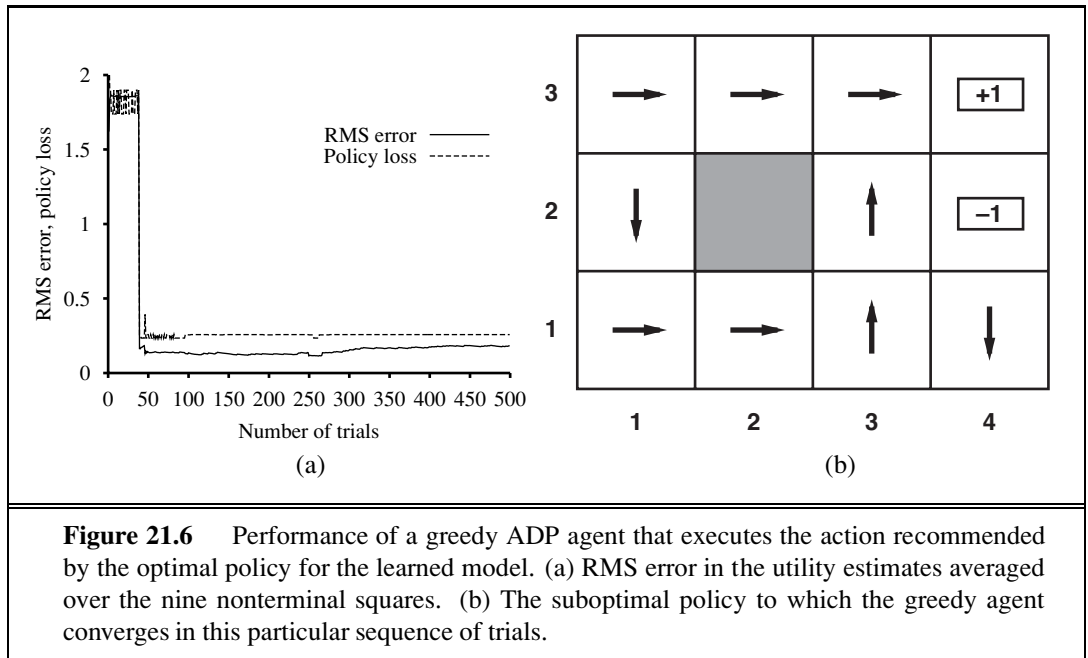 2
1.5
1
0.5
0
RMS error, policy loss
RMS error
Policy loss
0 50 100 150 200 250 300 350 400 450 500
Number of trials
(a)
3
+1
2
–1
1
1 2 3 4
(b)
Figure 21.6 Performance of a greedy ADP agent that executes the action recommended
by the optimal policy for the learned model. (a) RMS error in the utility estimates averaged
over the nine nonterminal squares. (b) The suboptimal policy to which the greedy agent
converges in this particular sequence of trials.